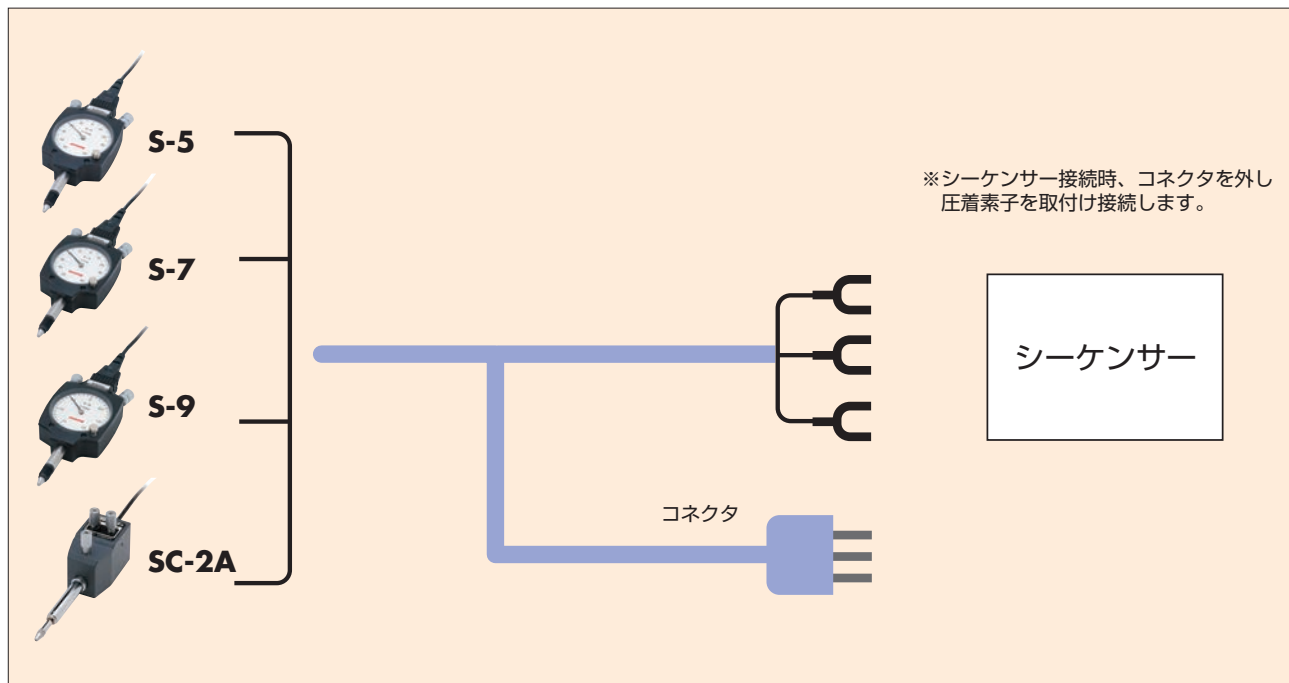 S-5
S-7
S-9
SC-2A
※シーケンサー接続時、コネクタを外し
圧着素子を取付け接続します。
シーケンサー
コネクタ